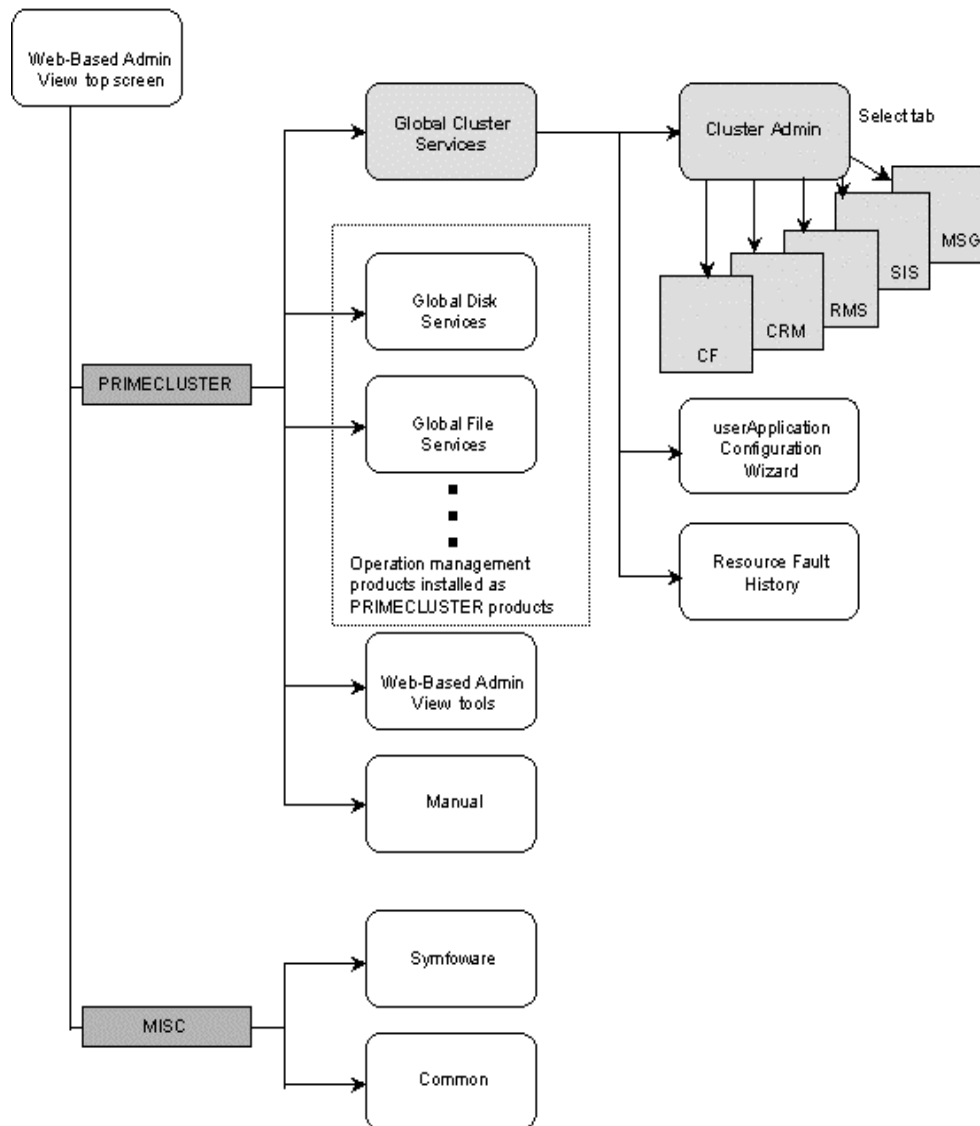 Web-Based Admin
View top screen
Global Cluster
Services
Cluster Admin
Select tab
MSG
SIS
RMS
CRM
CF
Global Disk
Services
PRIMECLUSTER
Global File
Services
userApplication
Configuration
Wizard
Operation management
products installed as
PRIMECLUSTER products
Resource Fault
History
Web-Based Admin
View tools
Manual
Symfoware
MISC
Common